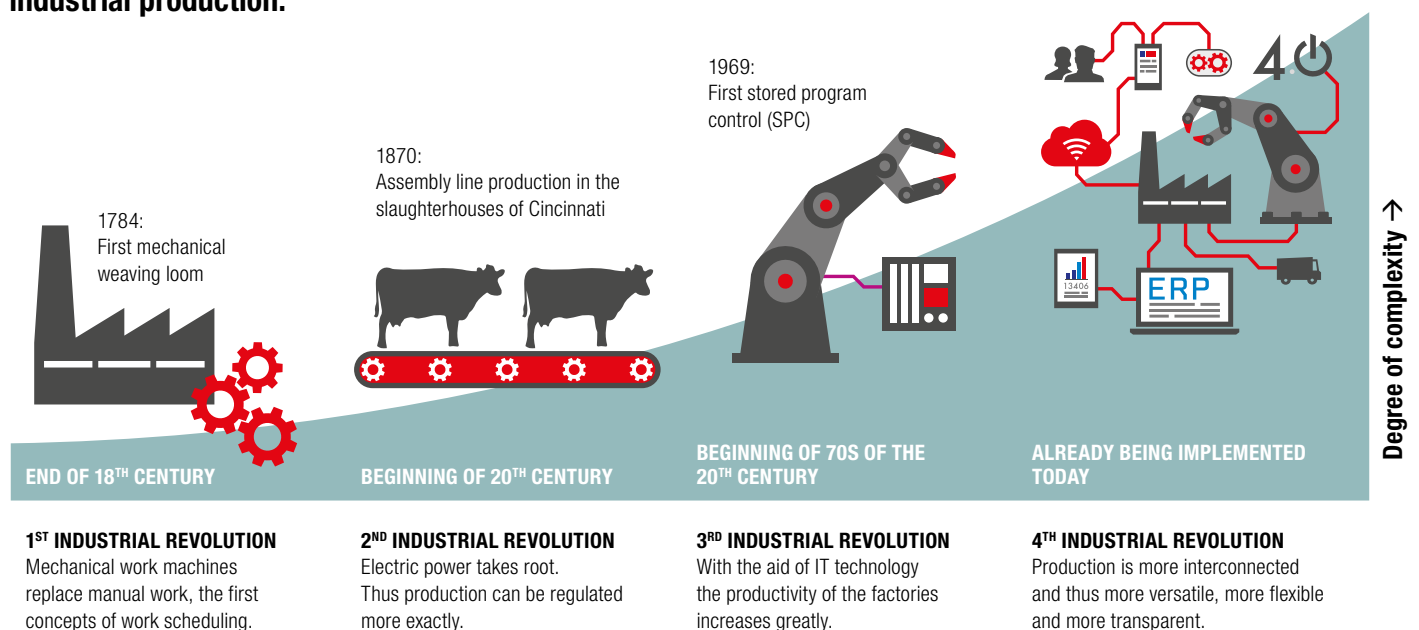 industrial production.
1784:
First mechanical
weaving loom
1870:
Assembly line production in the
slaughterhouses of Cincinnati
1969:
First stored program
control (SPC)
4.0
13406
ERP
Degree of complexity →
END OF 18TH CENTURY
BEGINNING OF 20TH CENTURY
BEGINNING OF 70S OF THE
20TH CENTURY
ALREADY BEING IMPLEMENTED
TODAY
1ST INDUSTRIAL REVOLUTION
Mechanical work machines
replace manual work, the first
concepts of work scheduling.
2ND INDUSTRIAL REVOLUTION
Electric power takes root.
Thus production can be regulated
more exactly.
3RD INDUSTRIAL REVOLUTION
With the aid of IT technology
the productivity of the factories
increases greatly.
4TH INDUSTRIAL REVOLUTION
Production is more interconnected
and thus more versatile, more flexible
and more transparent.